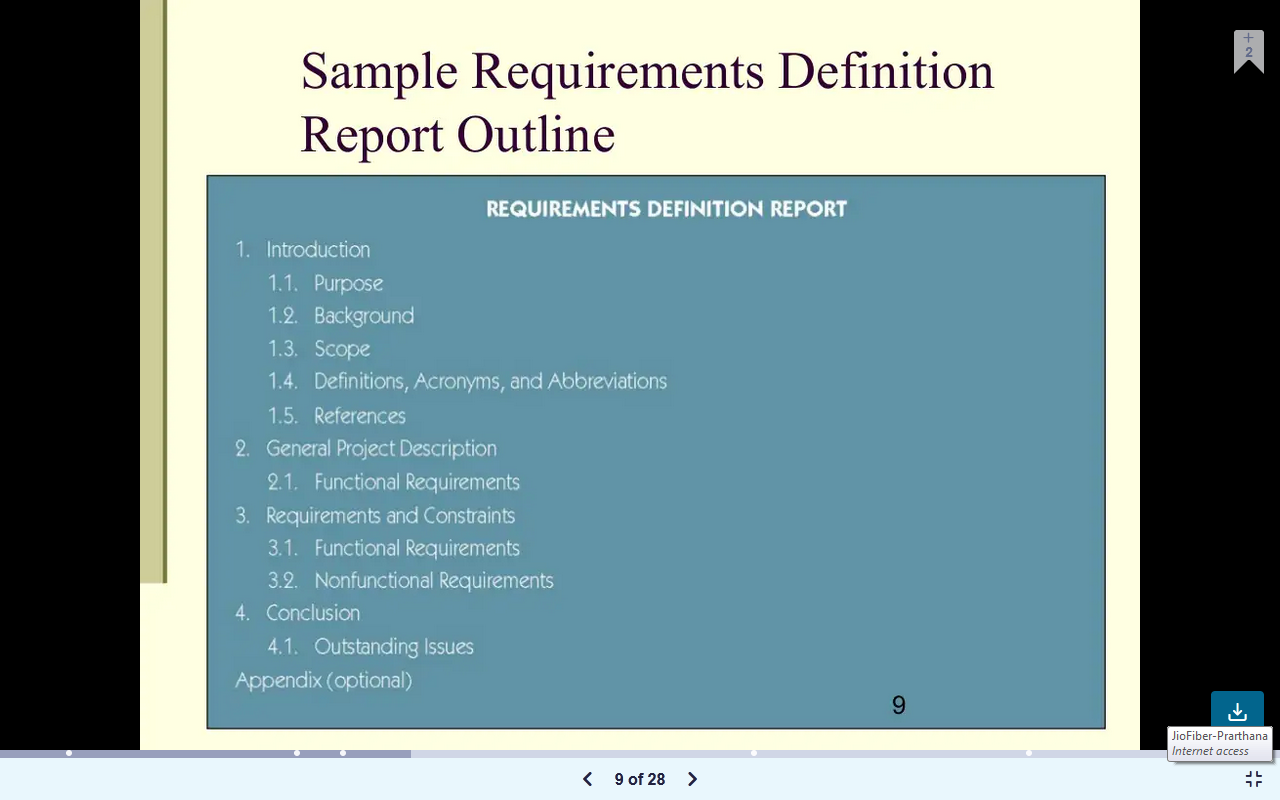 Sample Requirements Definition
Report Outline
REQUIREMENTS DEFINITION REPORT
1. Introduction
1.1. Purpose
1.2. Background
1.3. Scope
1.4. Definitions, Acronyms, and Abbreviations
1.5. References
2. General Project Description
2.1. Functional Requirements
3. Requirements and Constraints
3.1. Functional Requirements
3.2. Nonfunctional Requirements
4. Conclusion
4.1. Outstanding Issues
Appendix (optional)
9
+
2
JioFiber-Prarthana
Internet access
9 of 28